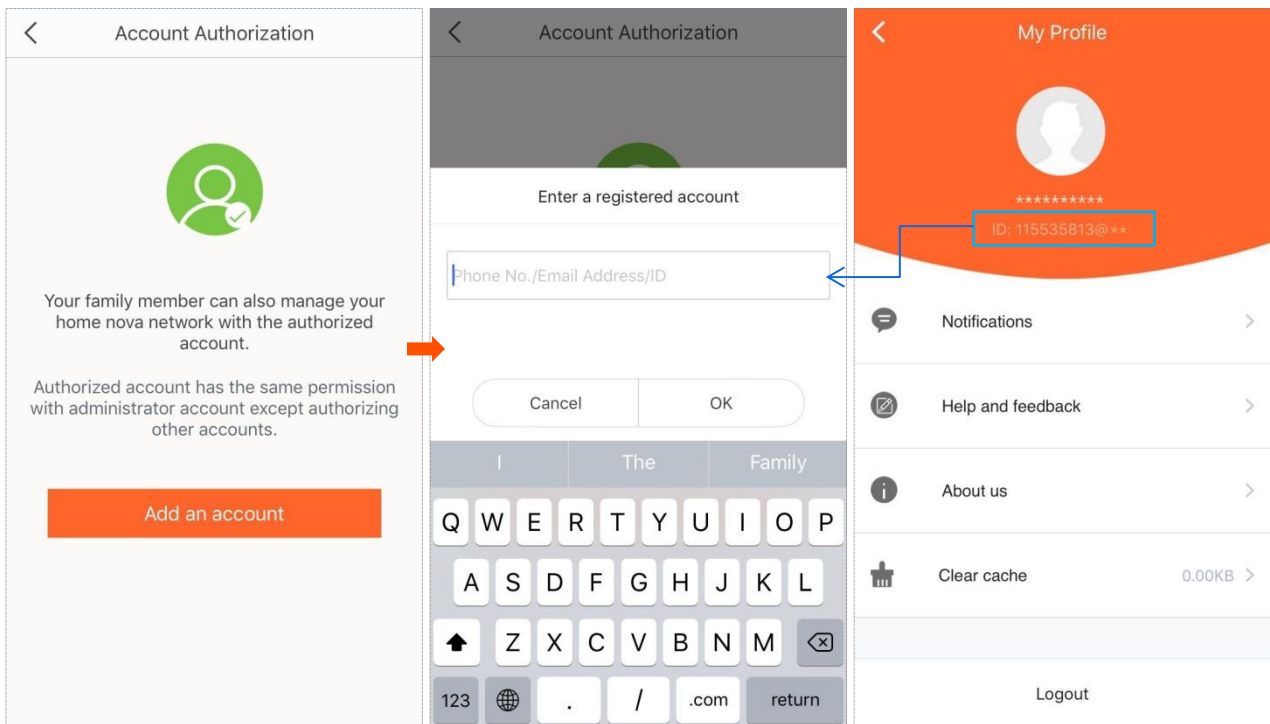 Account Authorization
Your family member can also manage your
home nova network with the authorized
account.
Authorized account has the same permission
with administrator account except authorizing
other accounts.
Add an account
Account Authorization
Enter a registered account
Phone No./Email Address/ID
Cancel
OK
I
The
Family
Q W E R T Y U I O P
A S D F G H J K L
Z X C V B N M
123 . / .com return
My Profile
**********
ID: 115535813@**
Notifications
Help and feedback
About us
Clear cache
0.00KB
Logout